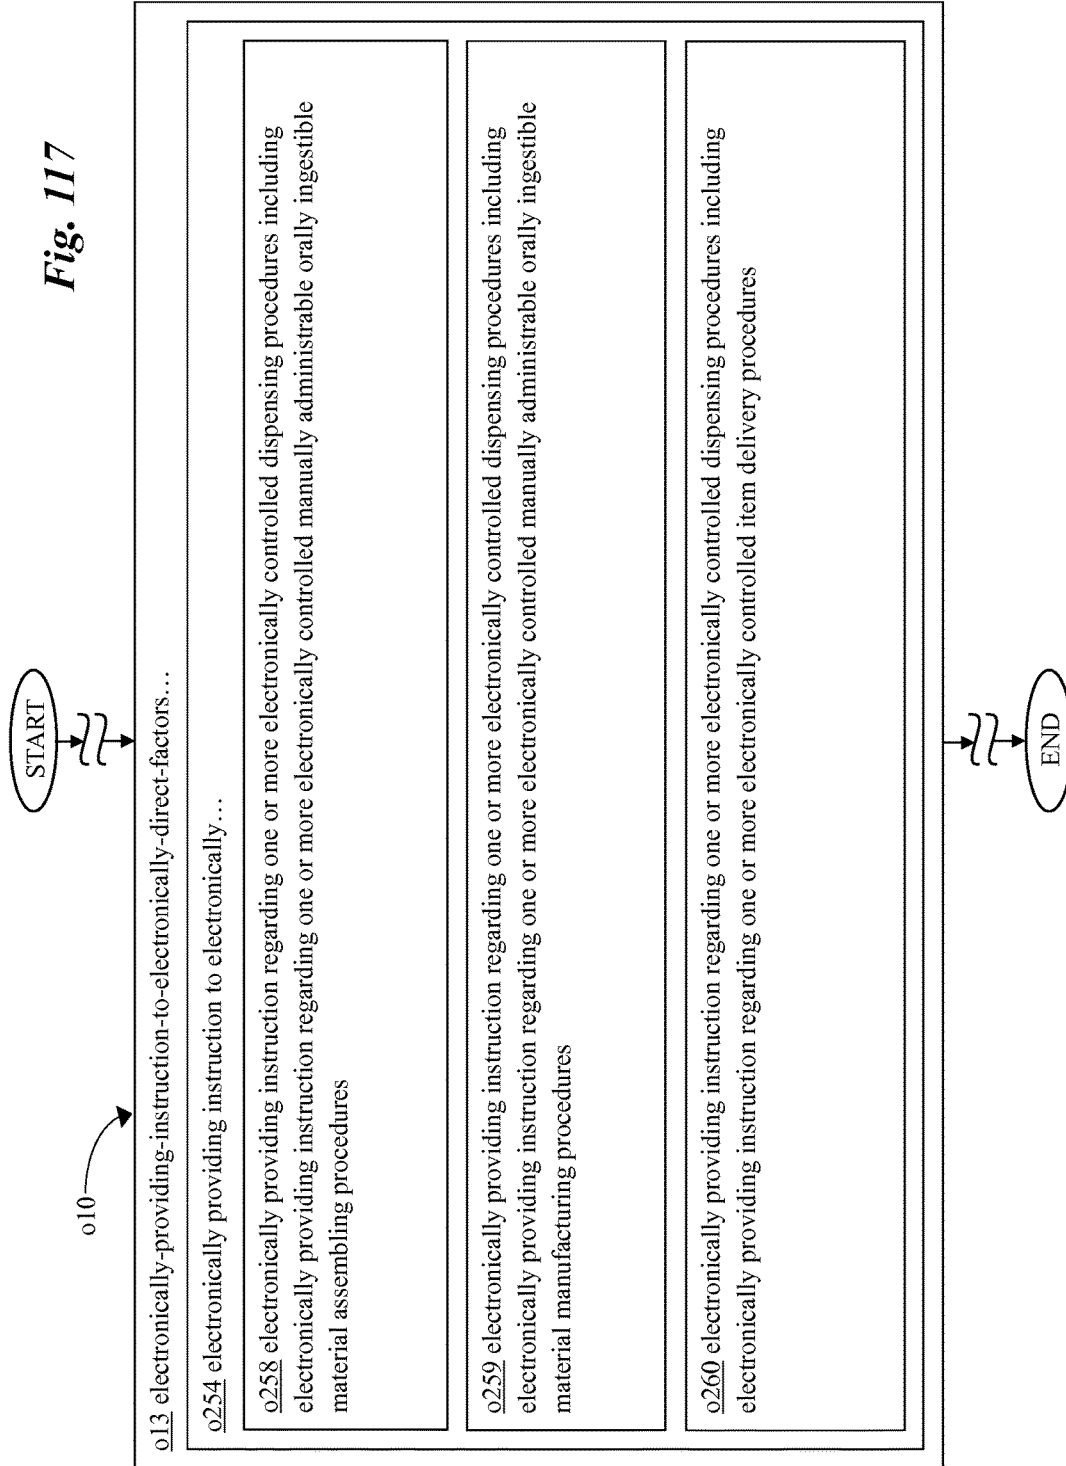 Fig. 117
START
o10
o13 electronically-providing-instruction-to-electronically-direct-factors…
o254 electronically providing instruction to electronically…
o258 electronically providing instruction regarding one or more electronically controlled dispensing procedures including
electronically providing instruction regarding one or more electronically controlled manually administrable orally ingestible
material assembling procedures
o259 electronically providing instruction regarding one or more electronically controlled dispensing procedures including
electronically providing instruction regarding one or more electronically controlled manually administrable orally ingestible
material manufacturing procedures
o260 electronically providing instruction regarding one or more electronically controlled dispensing procedures including
electronically providing instruction regarding one or more electronically controlled item delivery procedures
END